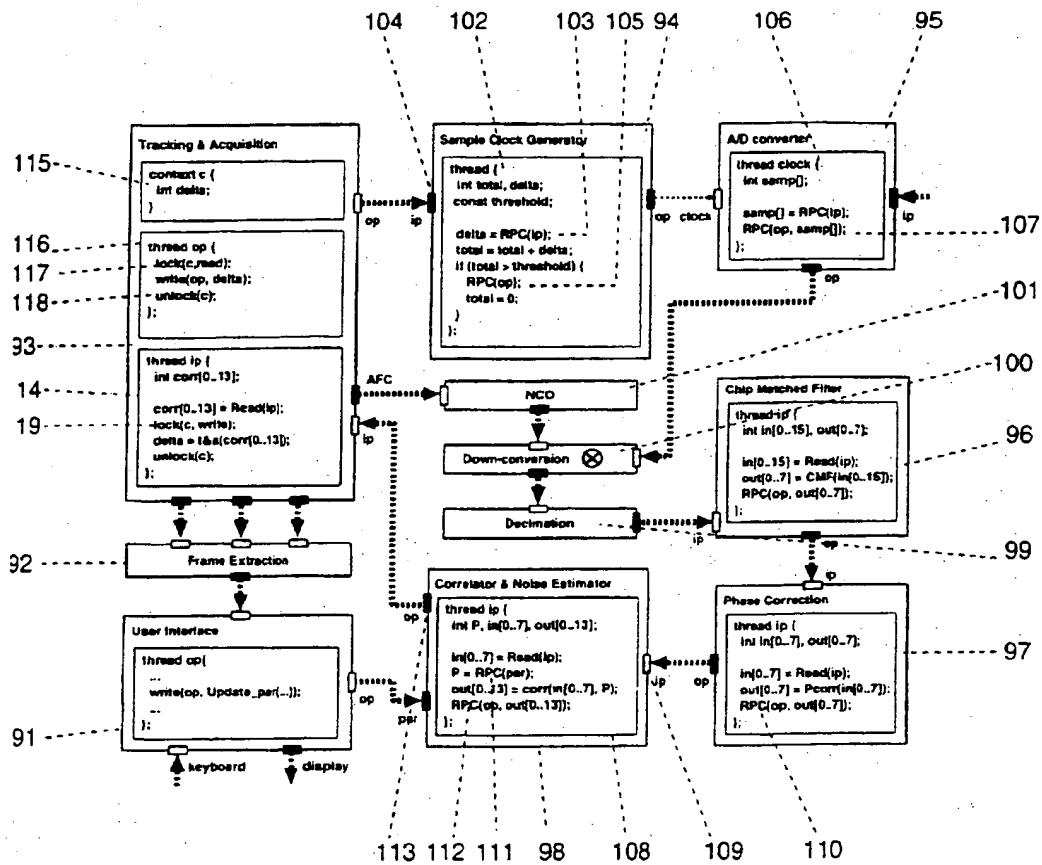 104 102 103 105 94 106 95
Tracking & Acquisition
context c {
int delta;
}
thread op {
lock(c,read);
write(op, delta);
unlock(c);
};
thread ip {
int corr[0..13];
corr[0..13] = Read(ip);
lock(c, write);
delta = t&a(corr[0..13]);
unlock(c);
};
115
116
117
118
93
14
19
op
ip
AFC
ip
Sample Clock Generator
thread {
int total, delta;
const threshold;
delta = RPC(ip);
total = total + delta;
if (total > threshold) {
RPC(op);
total = 0;
}
};
op
clock
A/D converter
thread clock {
int samp[];
samp[] = RPC(ip);
RPC(op, samp[]);
};
ip
op
107
101
100
NCO
Down-conversion
Decimation
ip
Chip Matched Filter
thread ip {
int in[0..15], out[0..7];
in[0..15] = Read(ip);
out[0..7] = CMF(in[0..15]);
RPC(op, out[0..7]);
};
op
ip
96
99
92
Frame Extraction
User Interface
thread op{
...
write(op, Update_par(...));
...
};
op
par
91
keyboard
display
Correlator & Noise Estimator
thread ip {
int P, in[0..7], out[0..13];
in[0..7] = Read(ip);
P = RPC(par);
out[0..13] = corr(in[0..7], P);
RPC(op, out[0..13]);
};
op
ip
op
Phase Correction
thread ip {
int in[0..7], out[0..7];
in[0..7] = Read(ip);
out[0..7] = Pcorr(in[0..7]);
RPC(op, out[0..7]);
};
97
113 112 111 98 108 109 110